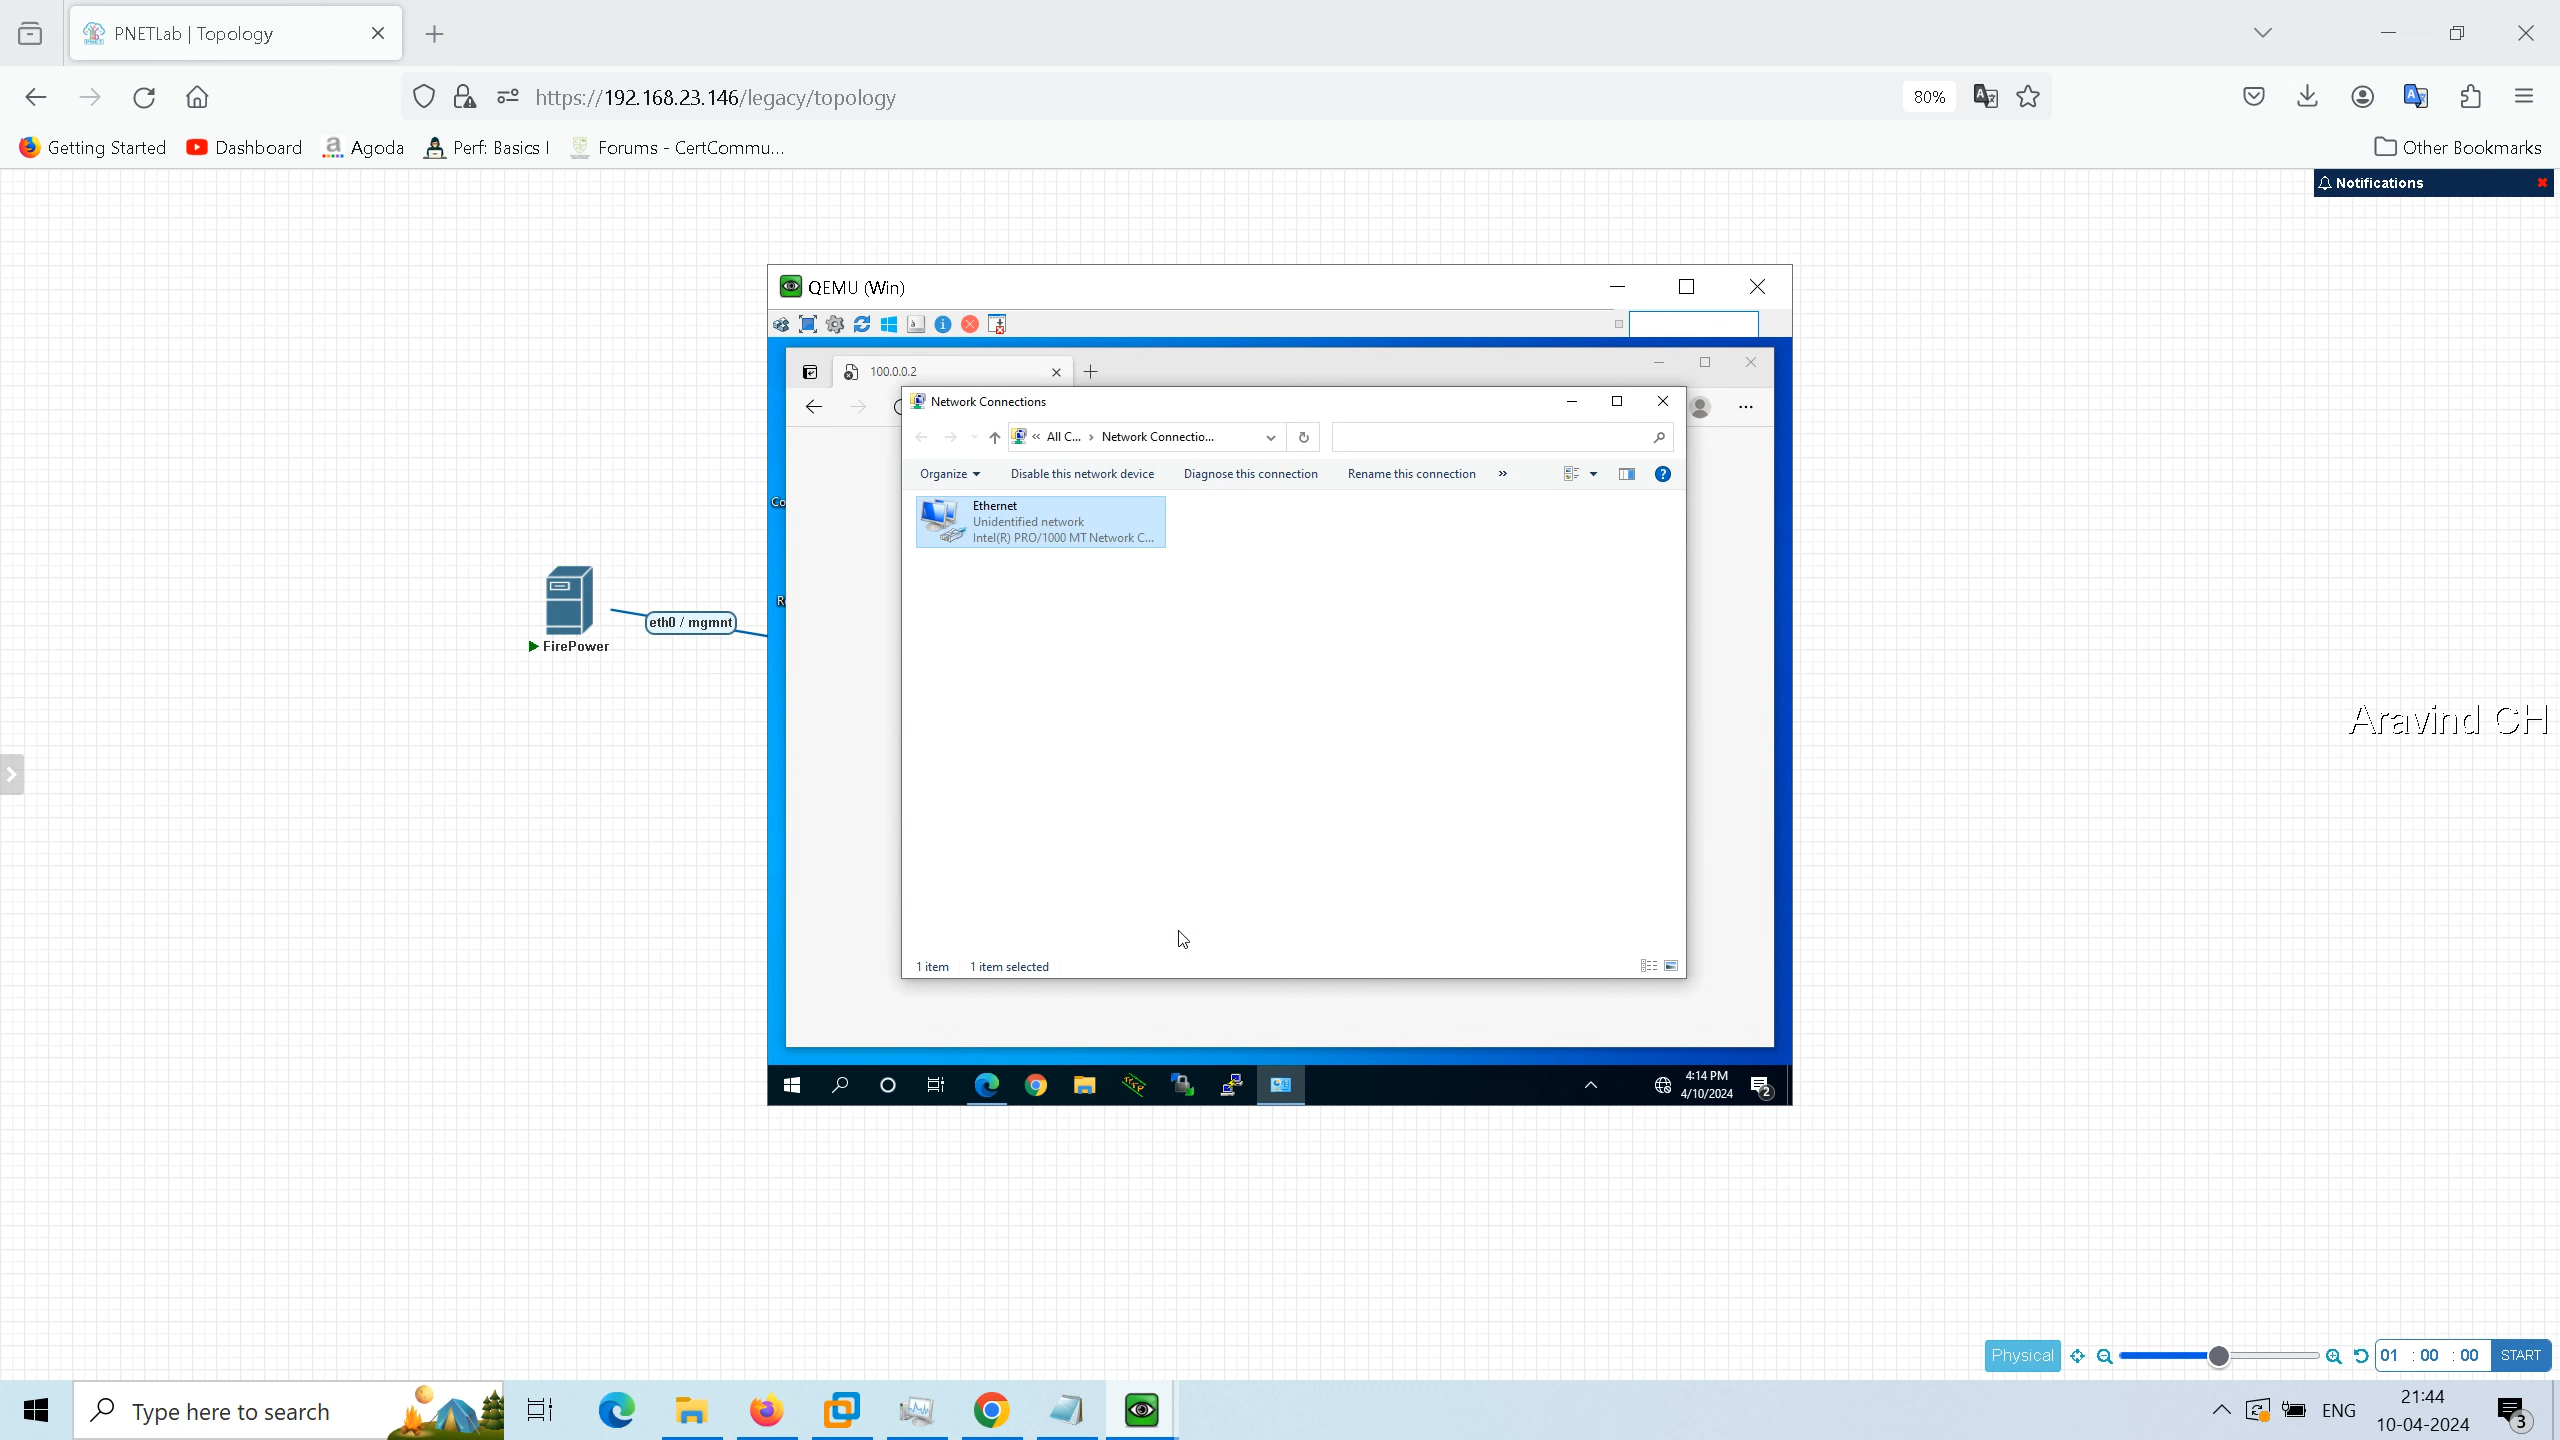 PNETLab | Topology
https://192.168.23.146/legacy/topology
80%
Getting Started
Dashboard
Agoda
Perf: Basics I
Forums - CertCommu...
Other Bookmarks
Notifications
QEMU (Win)
100.0.0.2
Network Connections
« All C... › Network Connectio...
Organize
Disable this network device
Diagnose this connection
Rename this connection
»
Ethernet
Unidentified network
Intel(R) PRO/1000 MT Network C...
Co
R
eth0 / mgmnt
FirePower
Aravind CH
1 item
1 item selected
4:14 PM
4/10/2024
2
Physical
01 : 00 : 00
START
Type here to search
ENG
21:44
10-04-2024
3